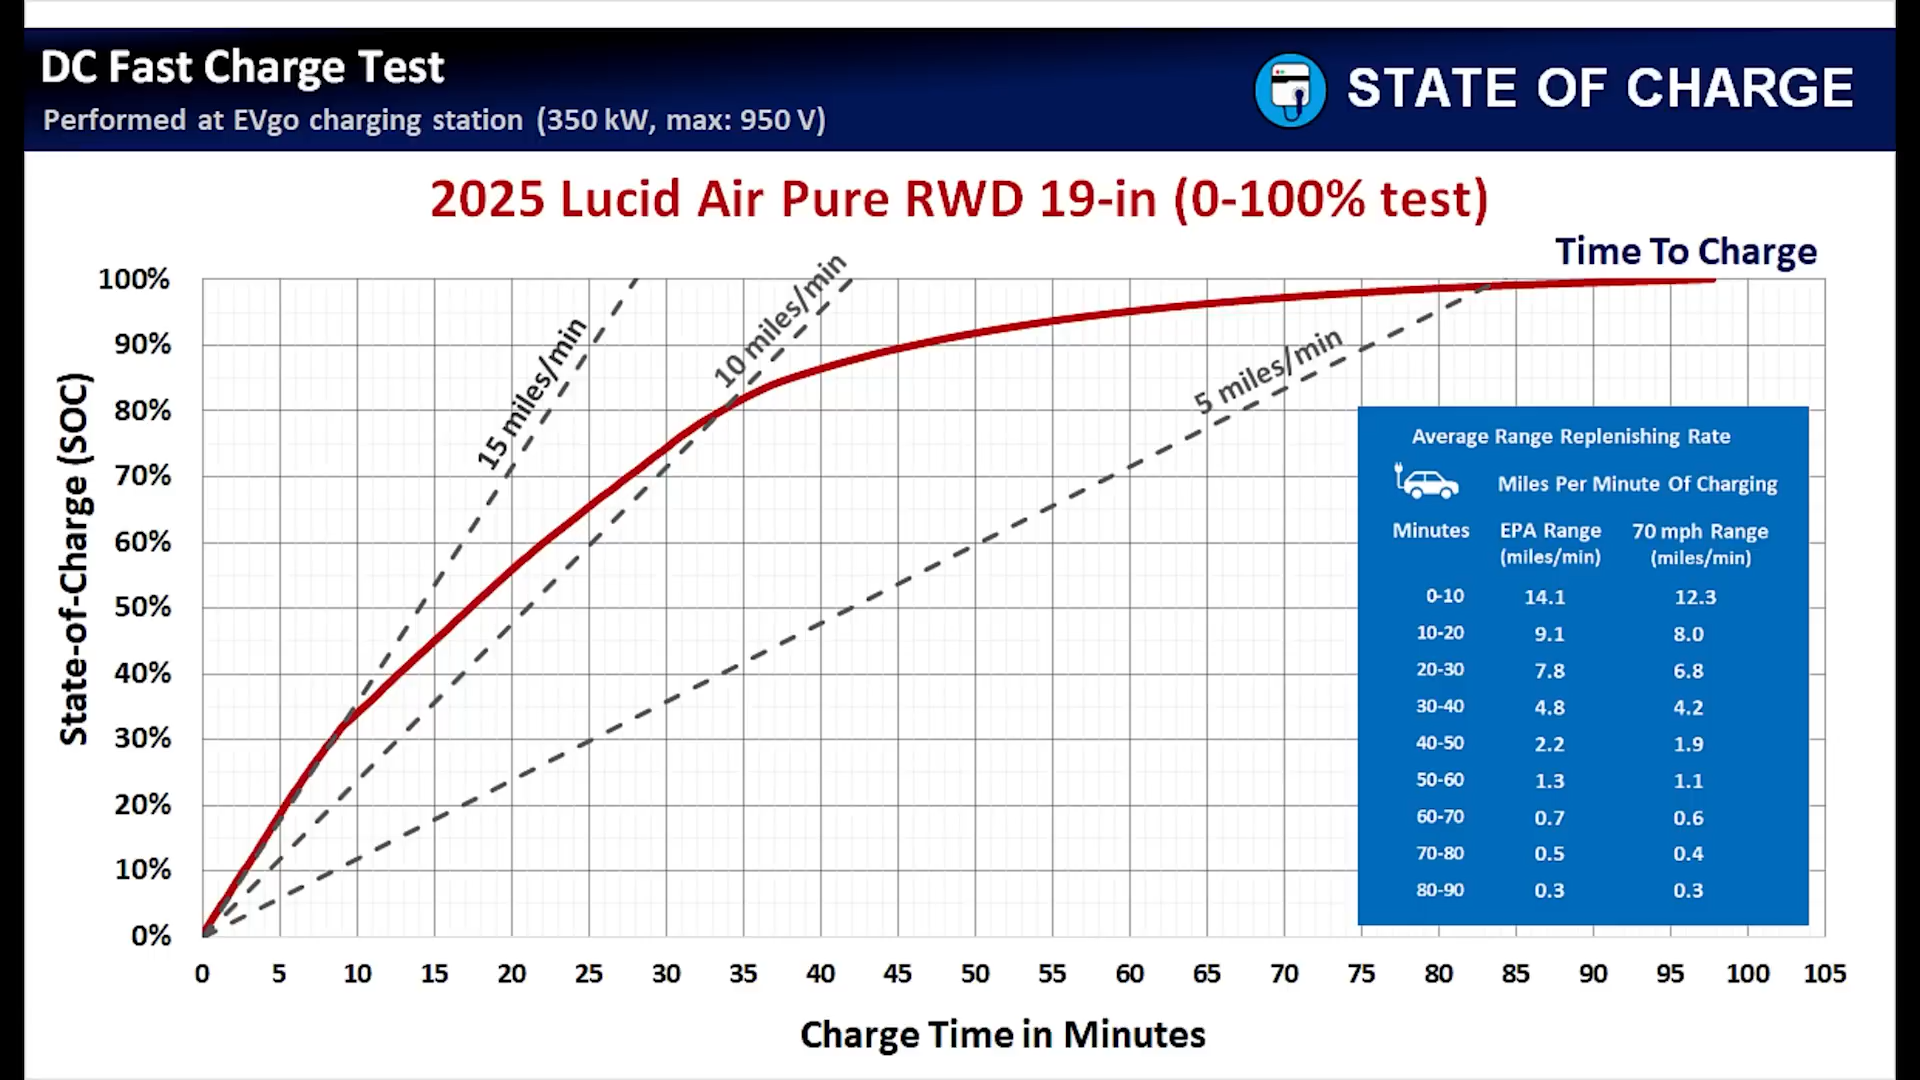 DC Fast Charge Test
Performed at EVgo charging station (350 kW, max: 950 V)
STATE OF CHARGE
2025 Lucid Air Pure RWD 19-in (0-100% test)
Time To Charge
100%
90%
80%
70%
60%
50%
40%
30%
20%
10%
0%
State-of-Charge (SOC)
15 miles/min
10 miles/min
5 miles/min
Average Range Replenishing Rate
Miles Per Minute Of Charging
Minutes EPA Range 70 mph Range
(miles/min) (miles/min)
0-10 14.1 12.3
10-20 9.1 8.0
20-30 7.8 6.8
30-40 4.8 4.2
40-50 2.2 1.9
50-60 1.3 1.1
60-70 0.7 0.6
70-80 0.5 0.4
80-90 0.3 0.3
0 5 10 15 20 25 30 35 40 45 50 55 60 65 70 75 80 85 90 95 100 105
Charge Time in Minutes